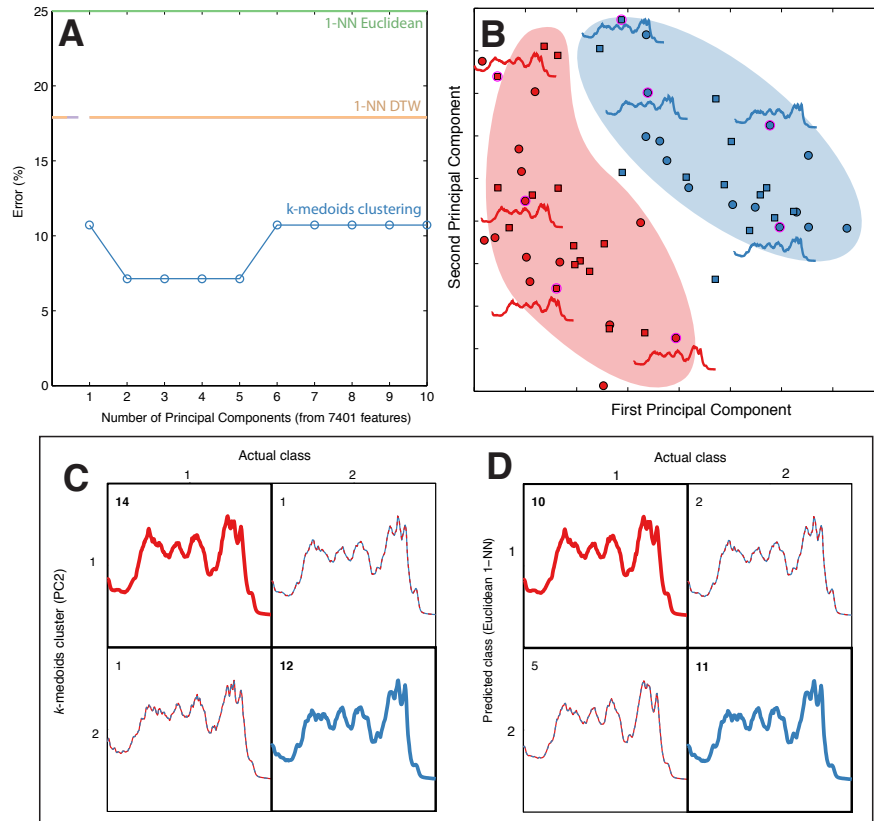 A
1-NN Euclidean
1-NN DTW
k-medoids clustering
Error (%)
25
20
15
10
5
0
1 2 3 4 5 6 7 8 9 10
Number of Principal Components (from 7401 features)
B
Second Principal Component
First Principal Component
C
Actual class
1 2
k-medoids cluster (PC2)
1
2
14
1
1
12
D
Actual class
1 2
Predicted class (Euclidean 1−NN)
1
2
10
2
5
11